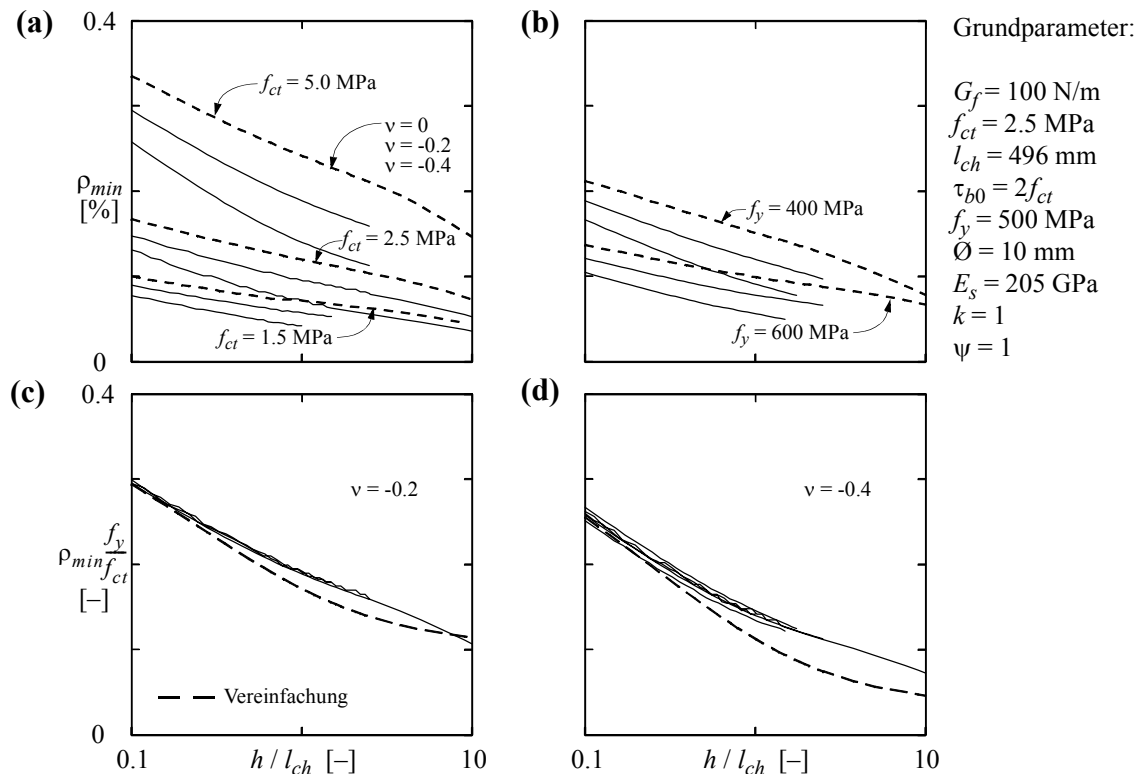 (a)
0.4
f_ct = 5.0 MPa
ν = 0
ν = -0.2
ν = -0.4
ρ_min
[%]
f_ct = 2.5 MPa
f_ct = 1.5 MPa
0
(b)
f_y = 400 MPa
f_y = 600 MPa
Grundparameter:
G_f = 100 N/m
f_ct = 2.5 MPa
l_ch = 496 mm
τ_b0 = 2f_ct
f_y = 500 MPa
Ø = 10 mm
E_s = 205 GPa
k = 1
ψ = 1
(c)
0.4
ν = -0.2
ρ_min f_y/f_ct
[–]
Vereinfachung
0
0.1
h / l_ch [–]
10
(d)
ν = -0.4
0.1
h / l_ch [–]
10